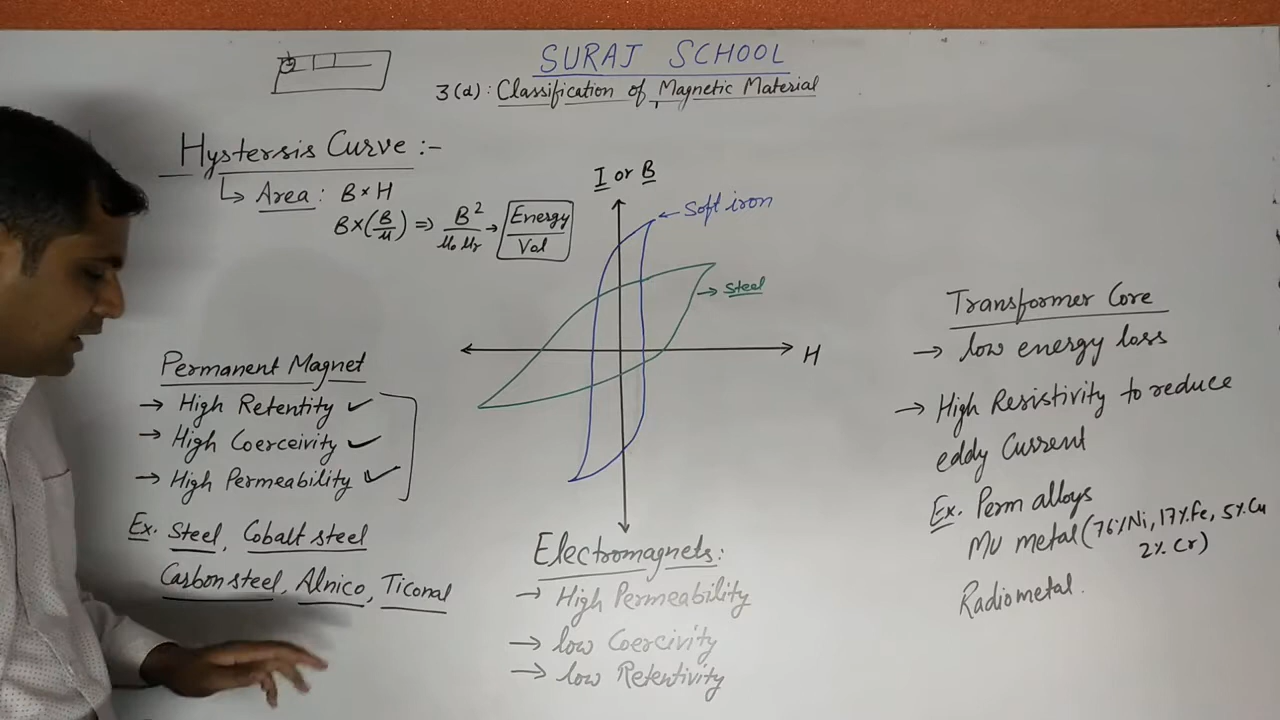 SURAJ SCHOOL
3(d): Classification of Magnetic Material
Hystersis Curve :-
Area : B × H
B×(B/μ) ⇒ B²/μ₀μr → Energy/Vol
I or B
Soft iron
Steel
H
Permanent Magnet
→ High Retentity ✓
→ High Coerceivity ✓
→ High Permeability ✓
Ex. Steel, Cobalt steel
Carbon steel, Alnico, Ticonal
Electromagnets:
→ High Permeability
→ low Coercivity
→ low Retentivity
Transformer Core
→ low energy loss
→ High Resistivity to reduce
eddy Current
Ex. Perm alloys
MU metal (76% Ni, 17% Fe, 5% Cu
2% Cr)
Radiometal.